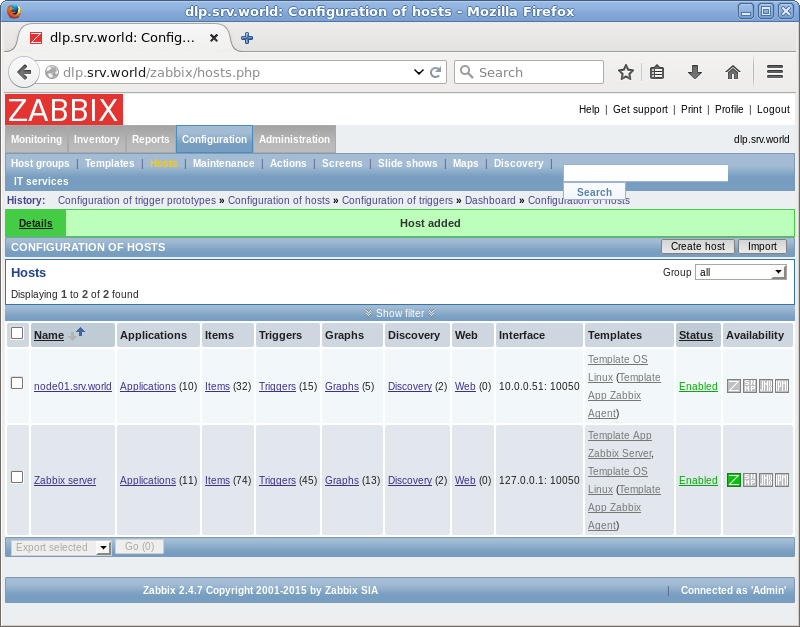 dlp.srv.world: Configuration of hosts - Mozilla Firefox
dlp.srv.world: Config...
dlp.srv.world/zabbix/hosts.php
Search
ZABBIX
Help | Get support | Print | Profile | Logout
Monitoring Inventory Reports Configuration Administration
dlp.srv.world
Host groups | Templates | Hosts | Maintenance | Actions | Screens | Slide shows | Maps | Discovery |
IT services
Search
History: Configuration of trigger prototypes » Configuration of hosts » Configuration of triggers » Dashboard » Configuration of hosts
Details Host added
CONFIGURATION OF HOSTS Create host Import
Hosts Group all
Displaying 1 to 2 of 2 found
Show filter
Name Applications Items Triggers Graphs Discovery Web Interface Templates Status Availability
node01.srv.world Applications (10) Items (32) Triggers (15) Graphs (5) Discovery (2) Web (0) 10.0.0.51: 10050 Template OS
Linux (Template
App Zabbix
Agent)
Enabled Z SNMP JMX IPMI
Zabbix server Applications (11) Items (74) Triggers (45) Graphs (13) Discovery (2) Web (0) 127.0.0.1: 10050 Template App
Zabbix Server,
Template OS
Linux (Template
App Zabbix
Agent)
Enabled Z SNMP JMX IPMI
Export selected Go (0)
Zabbix 2.4.7 Copyright 2001-2015 by Zabbix SIA | Connected as 'Admin'